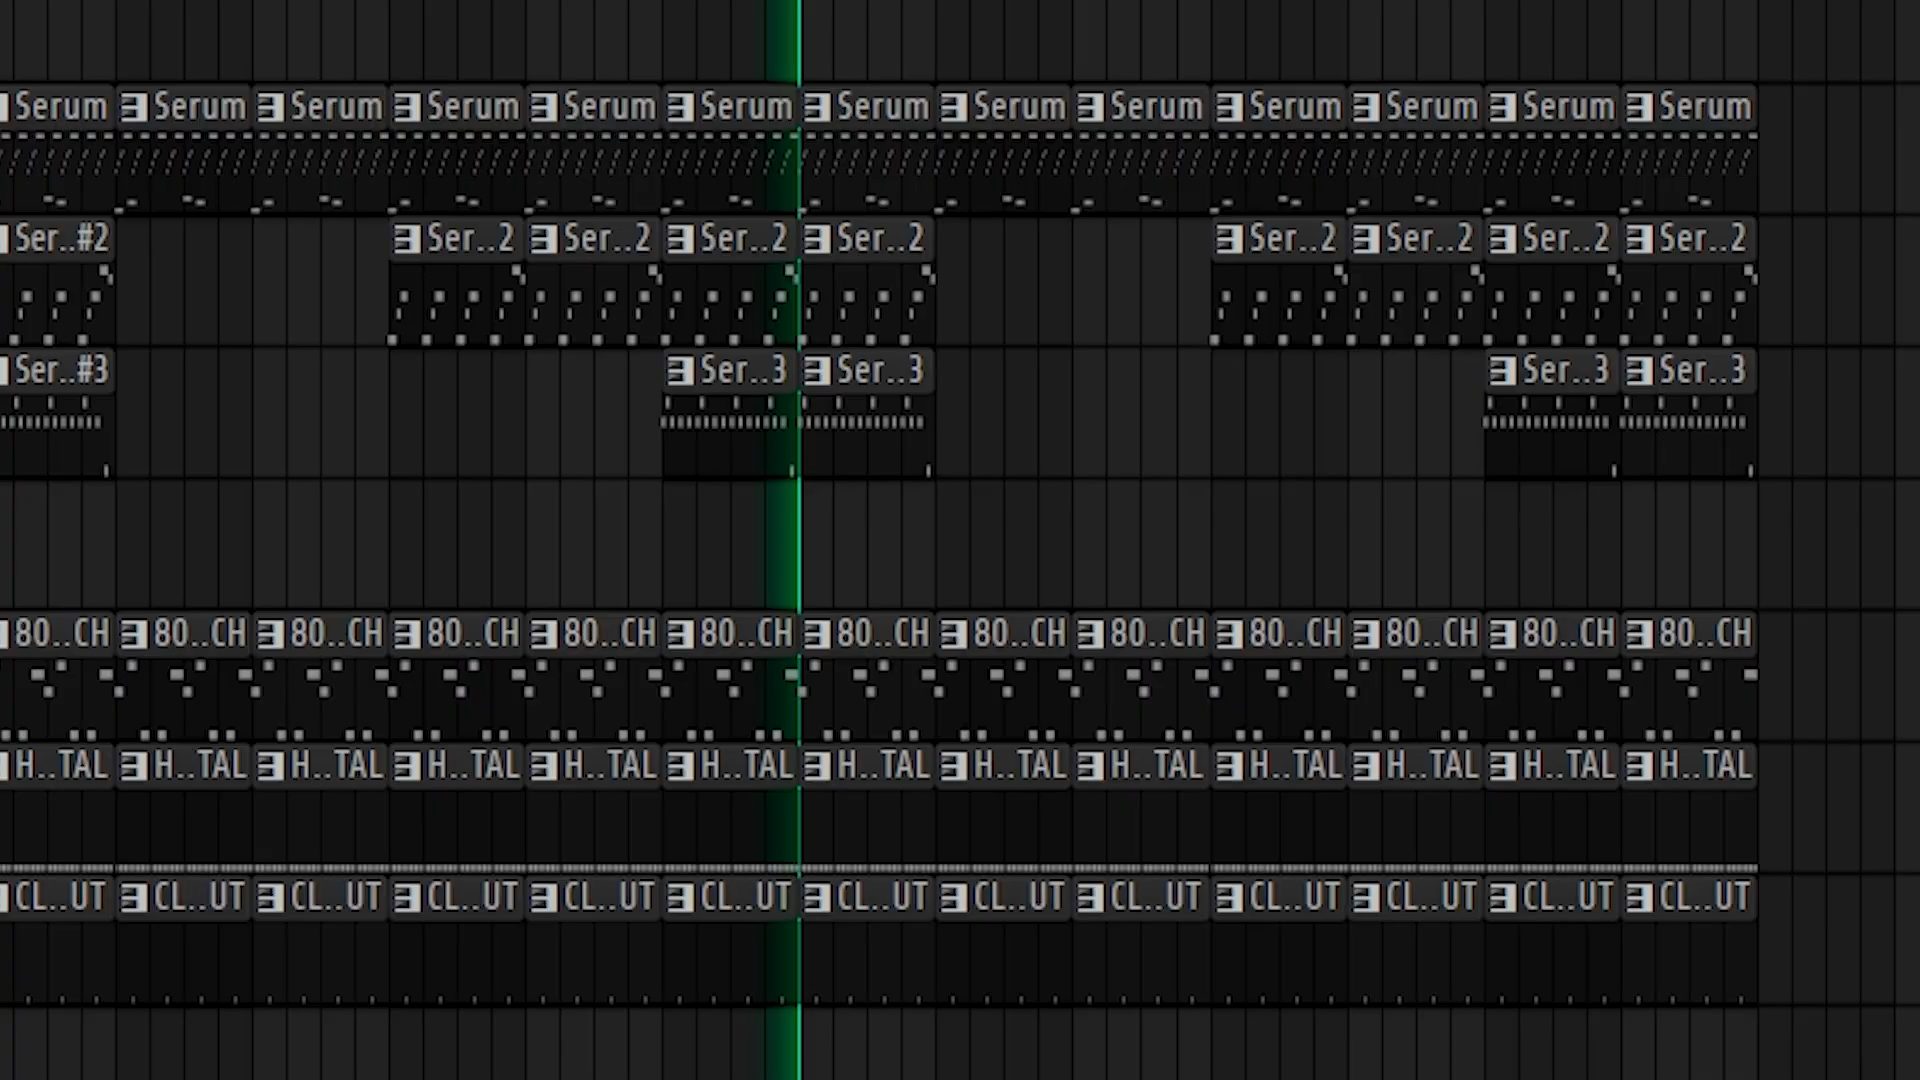 Serum Serum Serum Serum Serum Serum Serum Serum Serum Serum Serum Serum Serum
Ser..#2 Ser..2 Ser..2 Ser..2 Ser..2 Ser..2 Ser..2 Ser..2 Ser..2
Ser..#3 Ser..3 Ser..3 Ser..3 Ser..3
80..CH 80..CH 80..CH 80..CH 80..CH 80..CH 80..CH 80..CH 80..CH 80..CH 80..CH 80..CH 80..CH
H..TAL H..TAL H..TAL H..TAL H..TAL H..TAL H..TAL H..TAL H..TAL H..TAL H..TAL H..TAL H..TAL
CL..UT CL..UT CL..UT CL..UT CL..UT CL..UT CL..UT CL..UT CL..UT CL..UT CL..UT CL..UT CL..UT